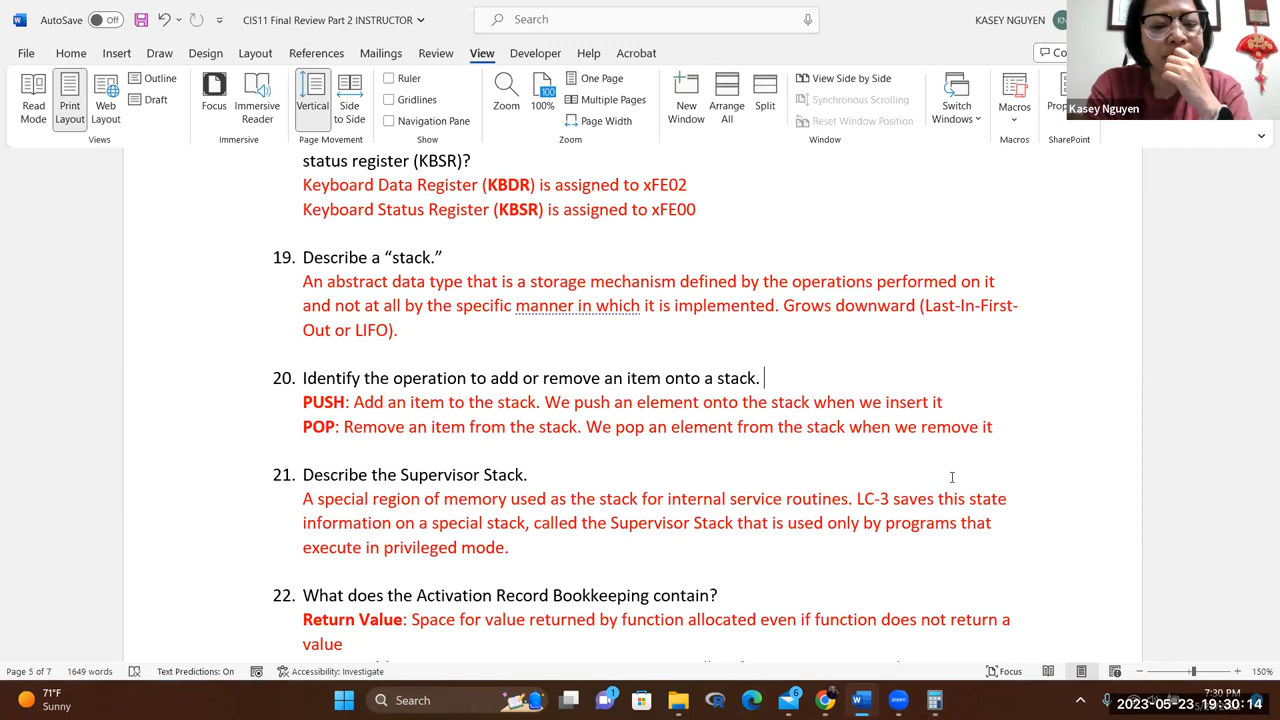 AutoSave Off CIS11 Final Review Part 2 INSTRUCTOR Search KASEY NGUYEN KN
File Home Insert Draw Design Layout References Mailings Review View Developer Help Acrobat
Read Mode Print Layout Web Layout Outline Draft Focus Immersive Reader Vertical Side to Side Ruler Gridlines Navigation Pane Zoom 100% One Page Multiple Pages Page Width New Window Arrange All Split View Side by Side Synchronous Scrolling Reset Window Position Switch Windows Macros
Views Immersive Page Movement Show Zoom Window Macros SharePoint
Kasey Nguyen
status register (KBSR)?
Keyboard Data Register (KBDR) is assigned to xFE02
Keyboard Status Register (KBSR) is assigned to xFE00
19. Describe a “stack.”
An abstract data type that is a storage mechanism defined by the operations performed on it
and not at all by the specific manner in which it is implemented. Grows downward (Last-In-First-
Out or LIFO).
20. Identify the operation to add or remove an item onto a stack.
PUSH: Add an item to the stack. We push an element onto the stack when we insert it
POP: Remove an item from the stack. We pop an element from the stack when we remove it
21. Describe the Supervisor Stack.
A special region of memory used as the stack for internal service routines. LC-3 saves this state
information on a special stack, called the Supervisor Stack that is used only by programs that
execute in privileged mode.
22. What does the Activation Record Bookkeeping contain?
Return Value: Space for value returned by function allocated even if function does not return a
value
Page 5 of 7 1649 words Text Predictions: On Accessibility: Investigate Focus 150%
71°F
Sunny
Search
7:30 PM
2023-05-23 19:30:14